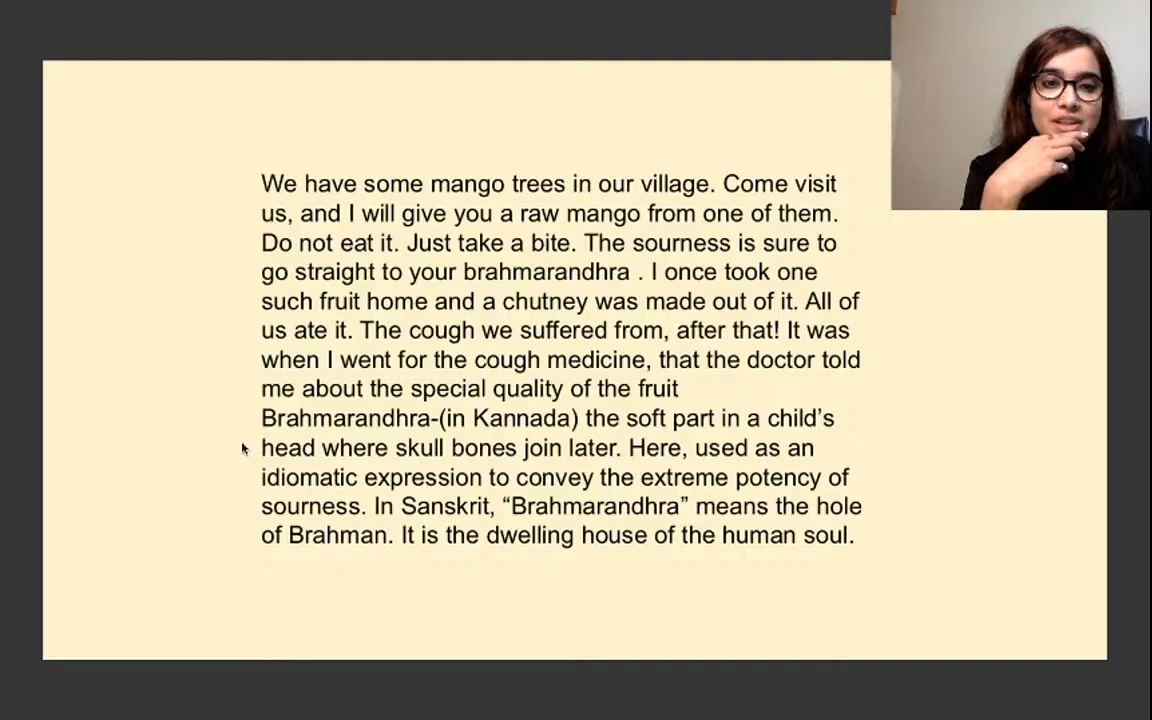 We have some mango trees in our village. Come visit
us, and I will give you a raw mango from one of them.
Do not eat it. Just take a bite. The sourness is sure to
go straight to your brahmarandhra . I once took one
such fruit home and a chutney was made out of it. All of
us ate it. The cough we suffered from, after that! It was
when I went for the cough medicine, that the doctor told
me about the special quality of the fruit
Brahmarandhra-(in Kannada) the soft part in a child’s
head where skull bones join later. Here, used as an
idiomatic expression to convey the extreme potency of
sourness. In Sanskrit, “Brahmarandhra” means the hole
of Brahman. It is the dwelling house of the human soul.